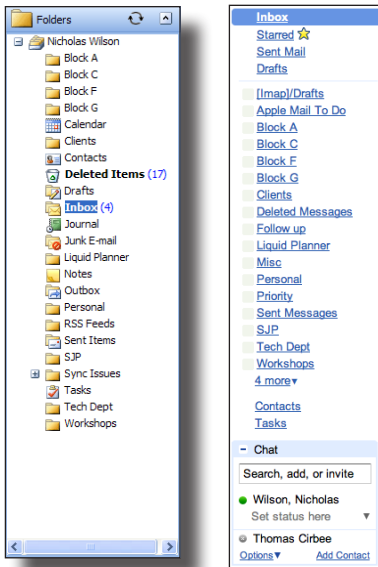 Folders
Nicholas Wilson
Block A
Block C
Block F
Block G
Calendar
Clients
Contacts
Deleted Items (17)
Drafts
Inbox (4)
Journal
Junk E-mail
Liquid Planner
Notes
Outbox
Personal
RSS Feeds
Sent Items
SJP
Sync Issues
Tasks
Tech Dept
Workshops
Inbox
Starred
Sent Mail
Drafts
[Imap]/Drafts
Apple Mail To Do
Block A
Block C
Block F
Block G
Clients
Deleted Messages
Follow up
Liquid Planner
Misc
Personal
Priority
Sent Messages
SJP
Tech Dept
Workshops
4 more▼
Contacts
Tasks
Chat
Search, add, or invite
Wilson, Nicholas
Set status here
Thomas Cirbee
Options▼ Add Contact